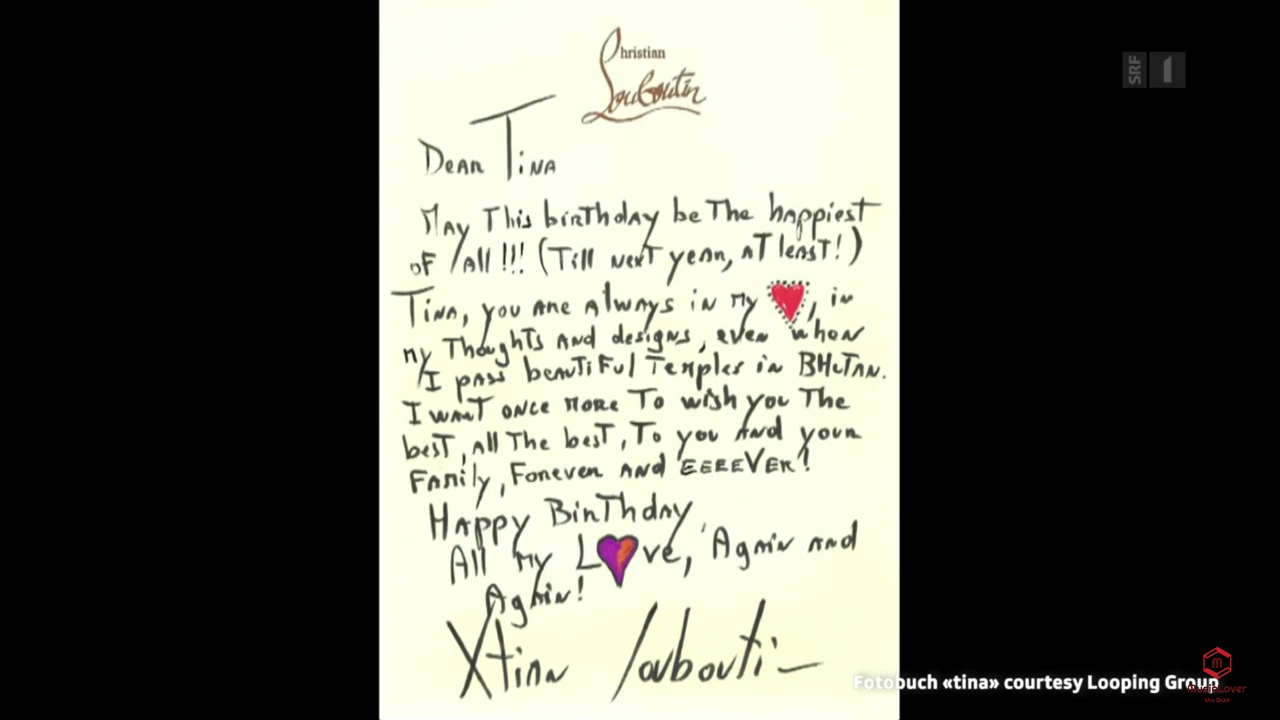 Christian
Louboutin
SRF 1
Dear Tina
May This birthday be The happiest
of all!!! (Till next year, at least!)
Tina, you are always in my ♥, in
my Thoughts and designs, even when
I pass beautiful Temples in BHUTAN.
I want once more To wish you The
best, all The best, To you and your
Family, Forever and EEEEVER!
Happy Birthday
All my L♥ve, Again and
Again!
Xtian Louboutin
Fotobuch «tina» courtesy Looping Group
MusicLover